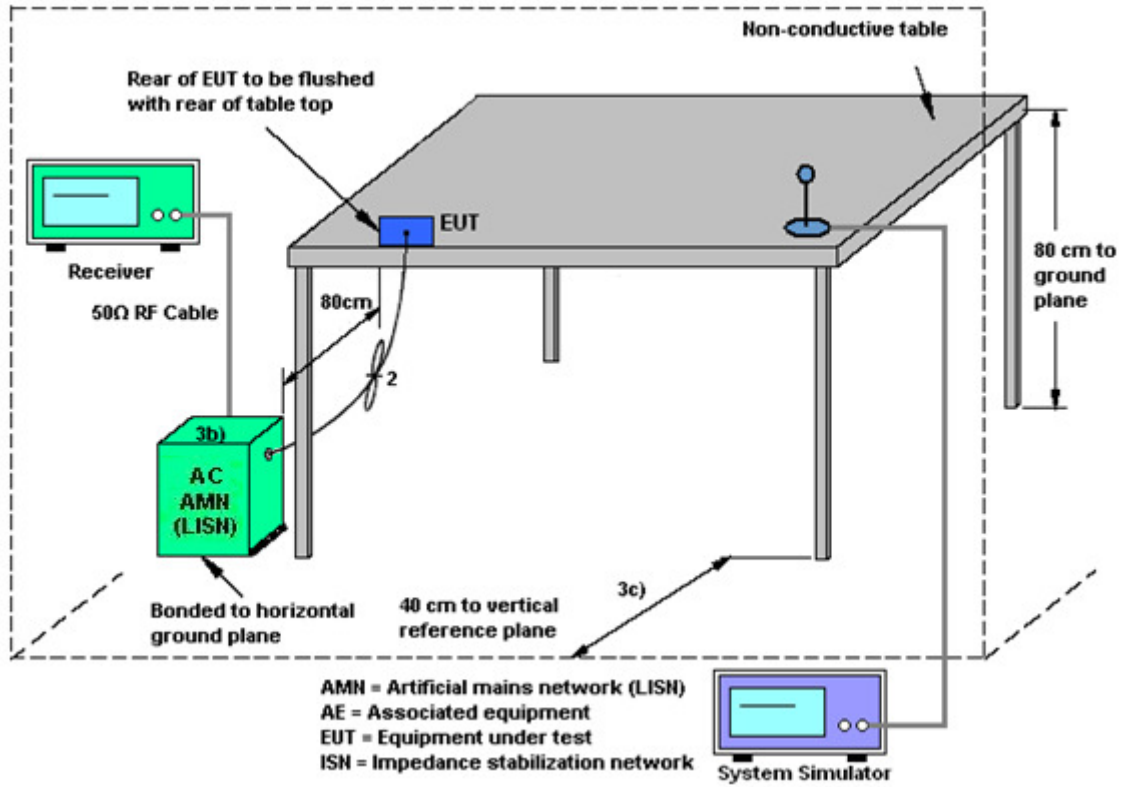 Non-conductive table
Rear of EUT to be flushed
with rear of table top
EUT
Receiver
80cm
80 cm to
ground
plane
50Ω RF Cable
2
3b)
AC
AMN
(LISN)
3c)
Bonded to horizontal
ground plane
40 cm to vertical
reference plane
AMN = Artificial mains network (LISN)
AE = Associated equipment
EUT = Equipment under test
ISN = Impedance stabilization network
System Simulator